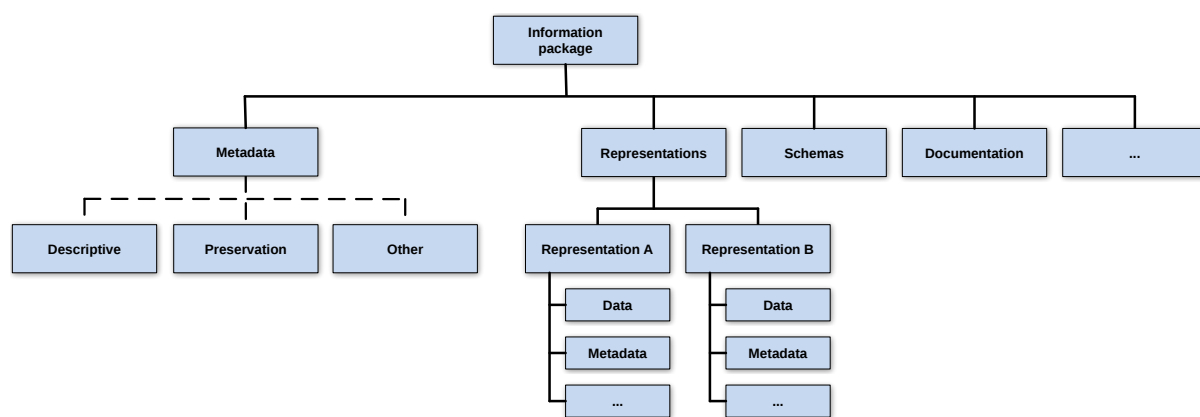 Information
package
Metadata
Representations
Schemas
Documentation
...
Descriptive
Preservation
Other
Representation A
Representation B
Data
Data
Metadata
Metadata
...
...